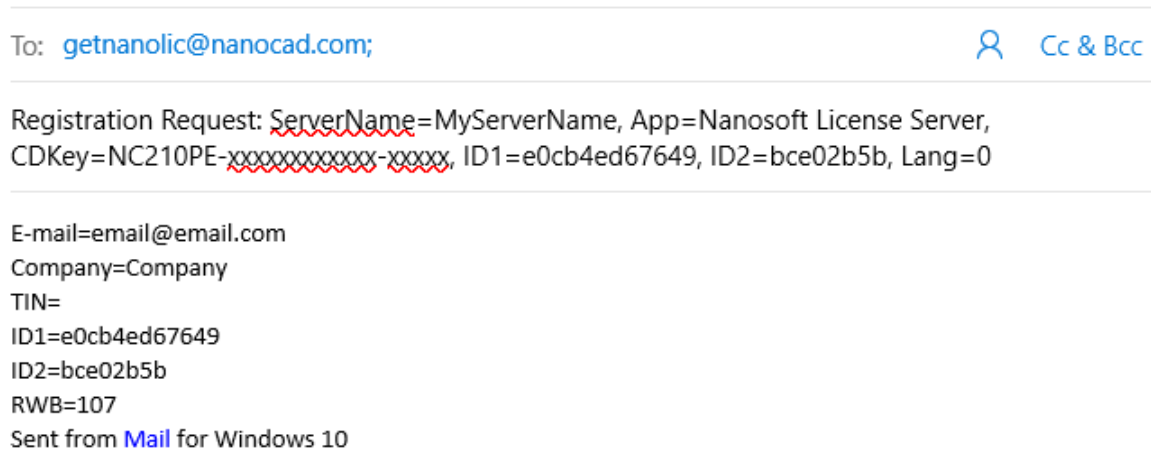 To: getnanolic@nanocad.com; Cc & Bcc
Registration Request: ServerName=MyServerName, App=Nanosoft License Server,
CDKey=NC210PE-xxxxxxxxxxxx-xxxxx, ID1=e0cb4ed67649, ID2=bce02b5b, Lang=0
E-mail=email@email.com
Company=Company
TIN=
ID1=e0cb4ed67649
ID2=bce02b5b
RWB=107
Sent from Mail for Windows 10